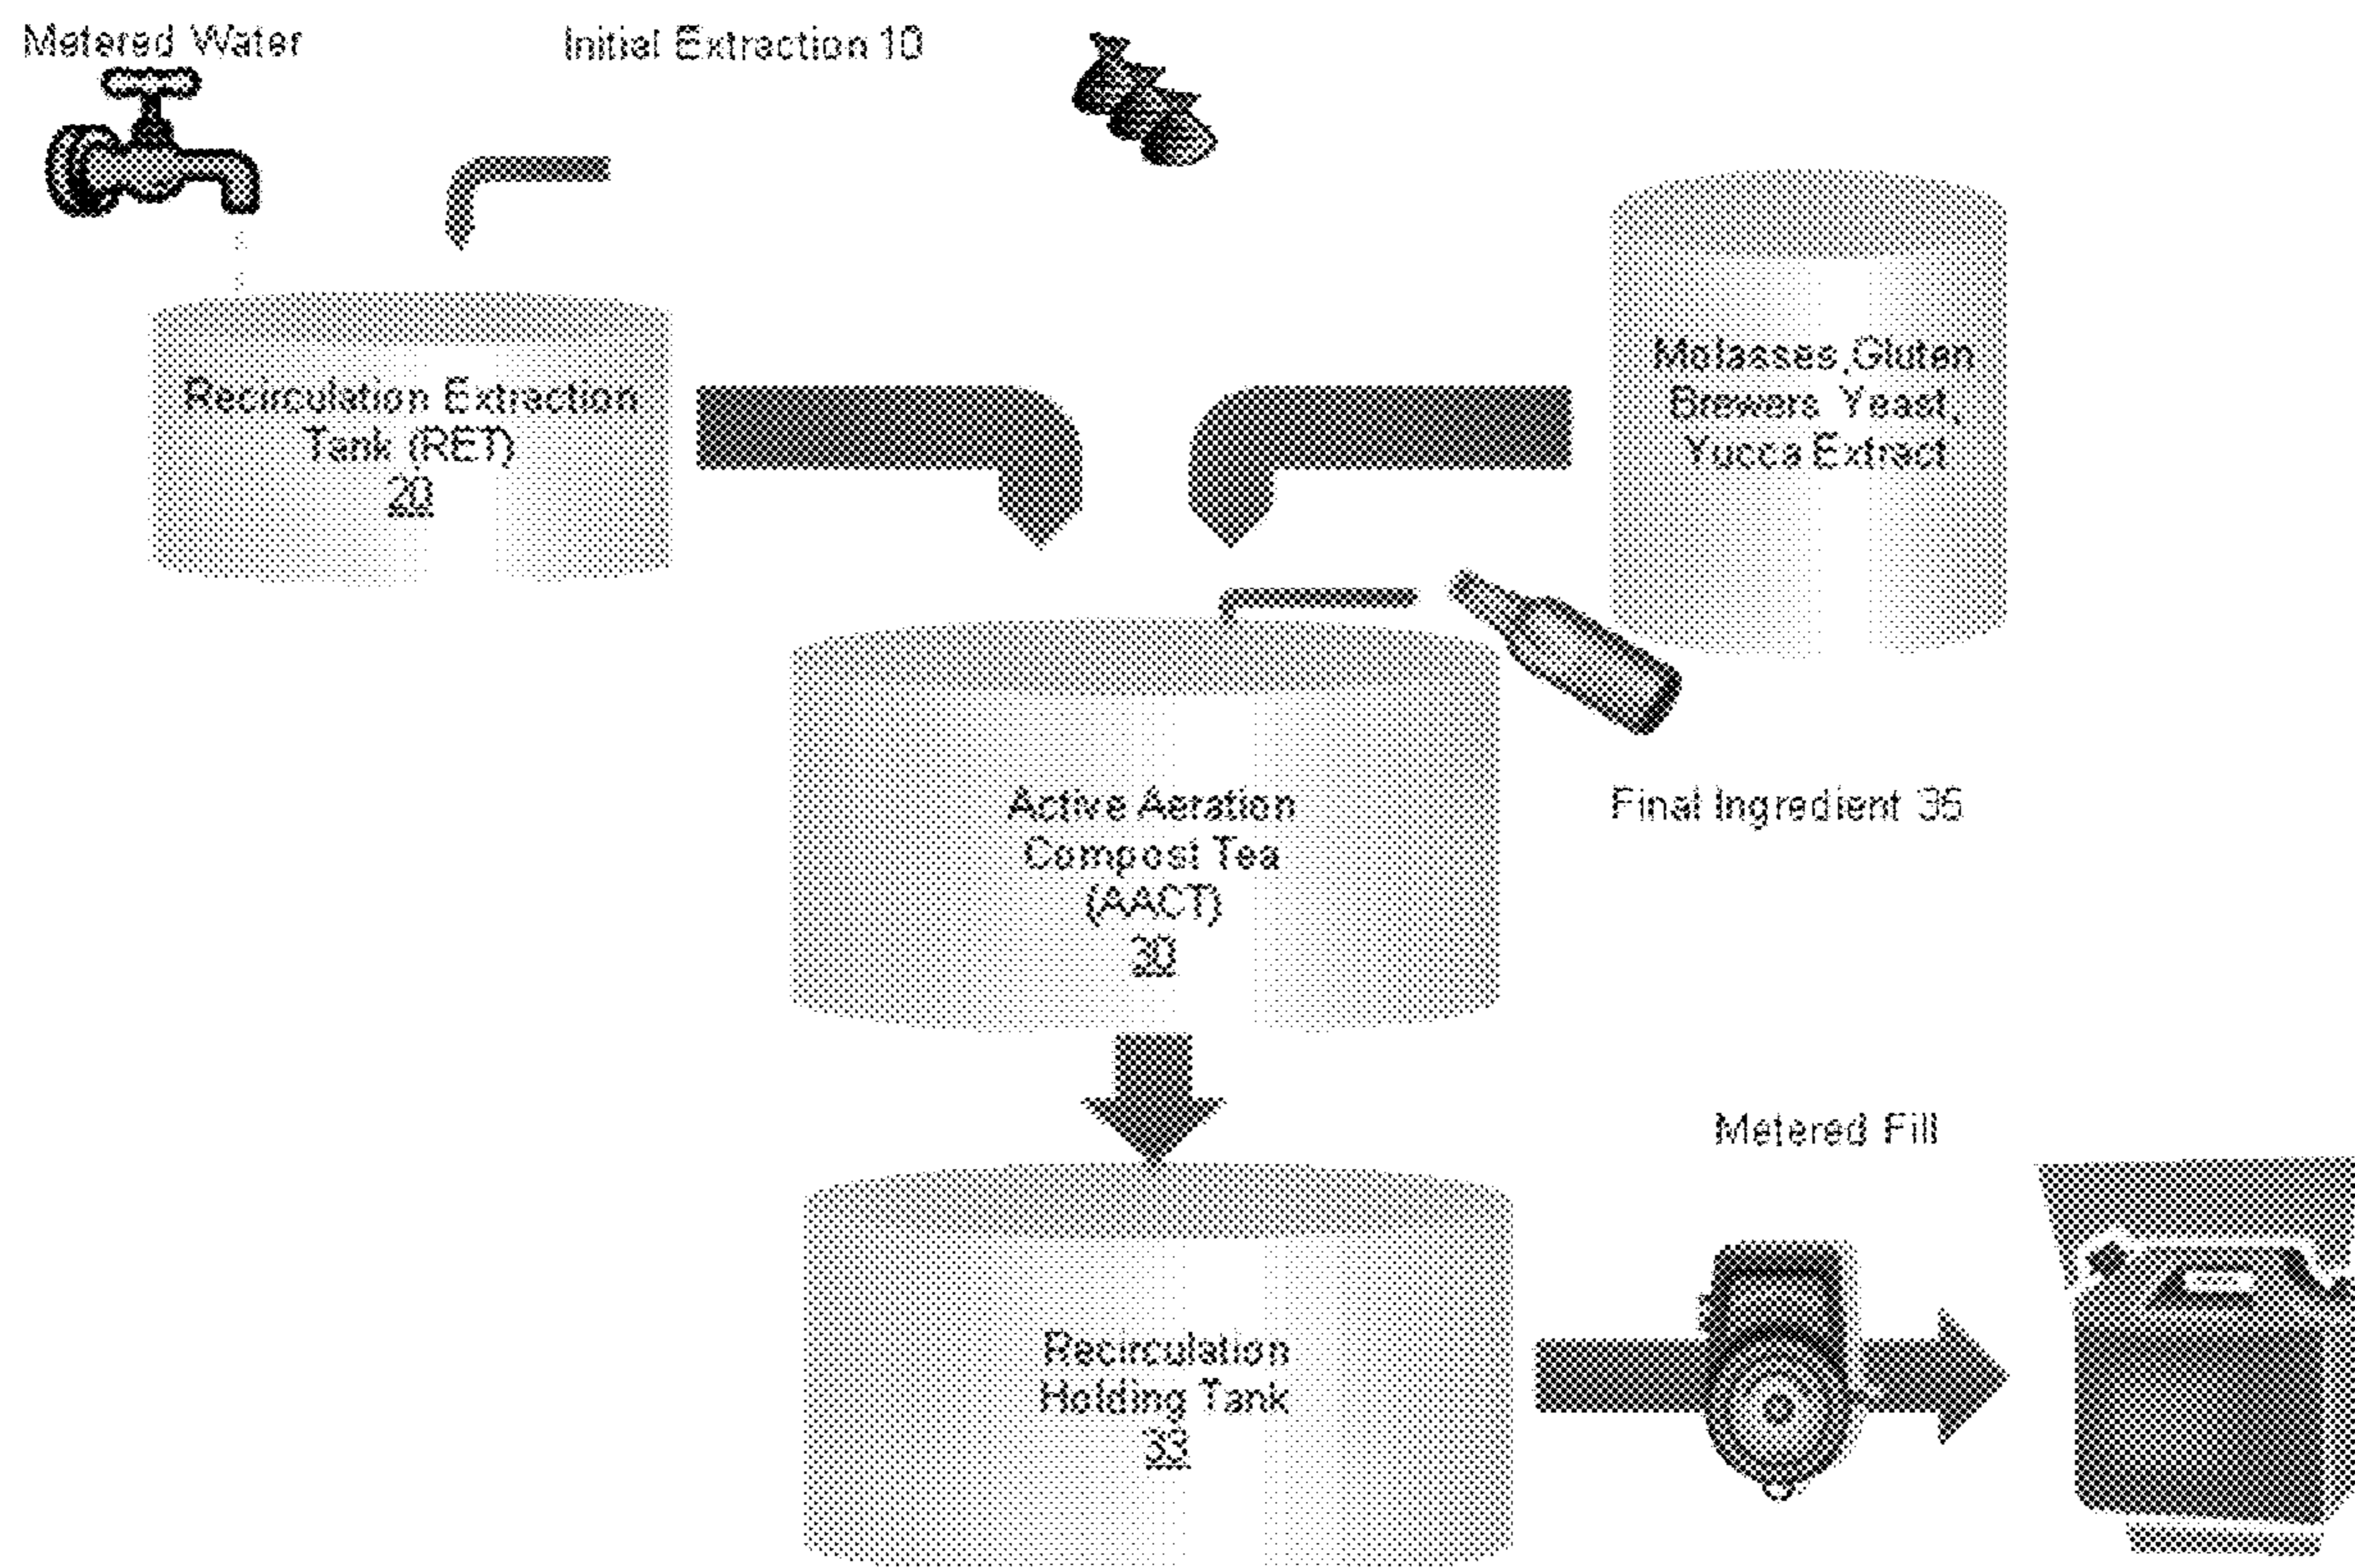 Metered Water
Initial Extraction 10
Recirculation Extraction
Tank (RET)
20
Molasses,Gluten
Brewers Yeast,
Yucca Extract
Final Ingredient 35
Active Aeration
Compost Tea
(AACT)
30
Metered Fill
Recirculation
Holding Tank
33